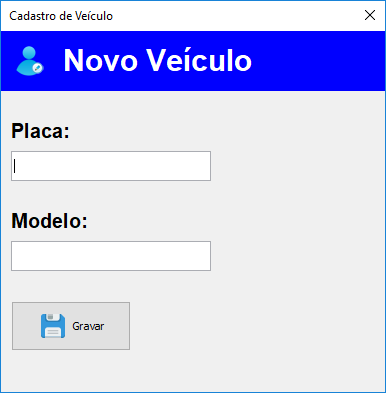 Cadastro de Veículo
Novo Veículo
Placa:
Modelo:
Gravar